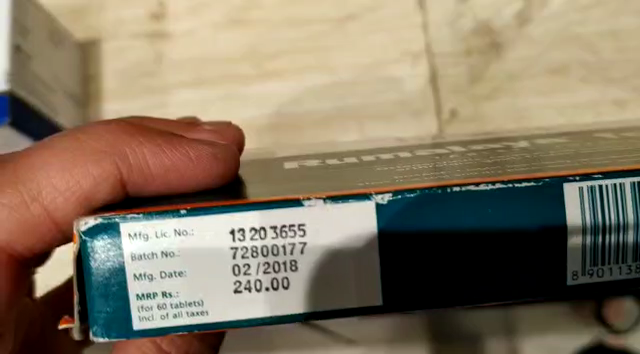 Rumalaya
Mfg. Lic. No.: 13 20 3655
Batch No.: 72800177
Mfg. Date: 02/2018
MRP Rs.: 240.00
(for 60 tablets)
Incl. of all taxes
8 901138